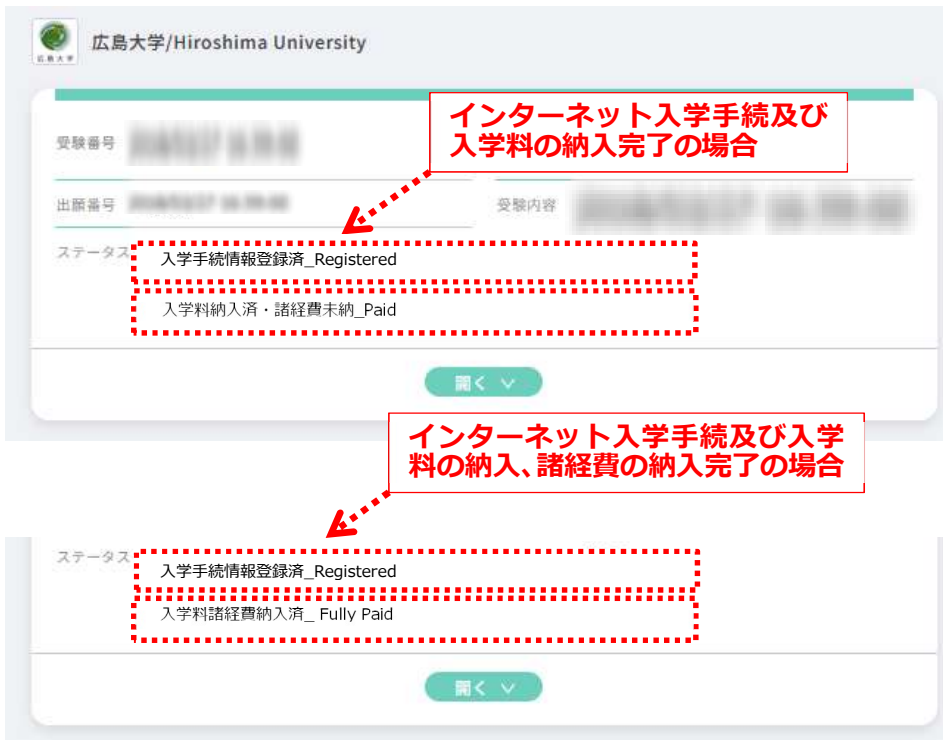 広島大学
広島大学/Hiroshima University
インターネット入学手続及び
入学料の納入完了の場合
受験番号
出願番号
受験内容
ステータス
入学手続情報登録済_Registered
入学料納入済・諸経費未納_Paid
開く
インターネット入学手続及び入学
料の納入、諸経費の納入完了の場合
ステータス
入学手続情報登録済_Registered
入学料諸経費納入済_ Fully Paid
開く